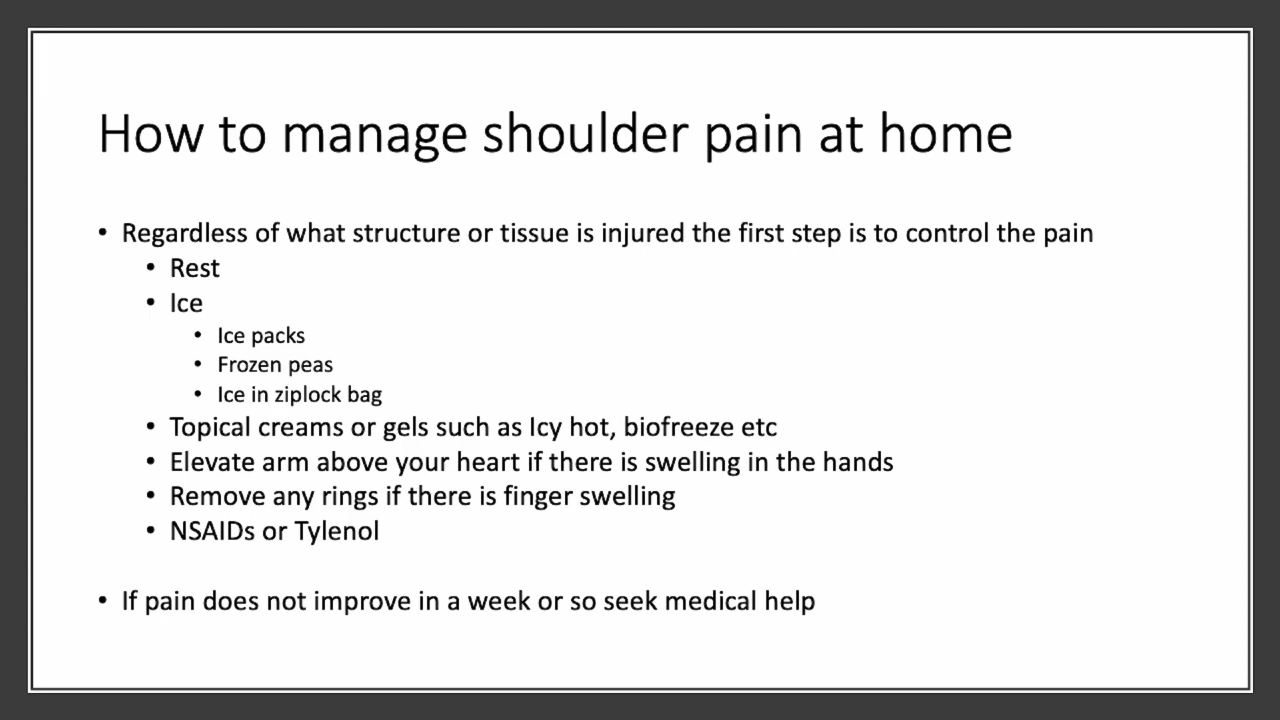 How to manage shoulder pain at home
• Regardless of what structure or tissue is injured the first step is to control the pain
• Rest
• Ice
• Ice packs
• Frozen peas
• Ice in ziplock bag
• Topical creams or gels such as Icy hot, biofreeze etc
• Elevate arm above your heart if there is swelling in the hands
• Remove any rings if there is finger swelling
• NSAIDs or Tylenol
• If pain does not improve in a week or so seek medical help